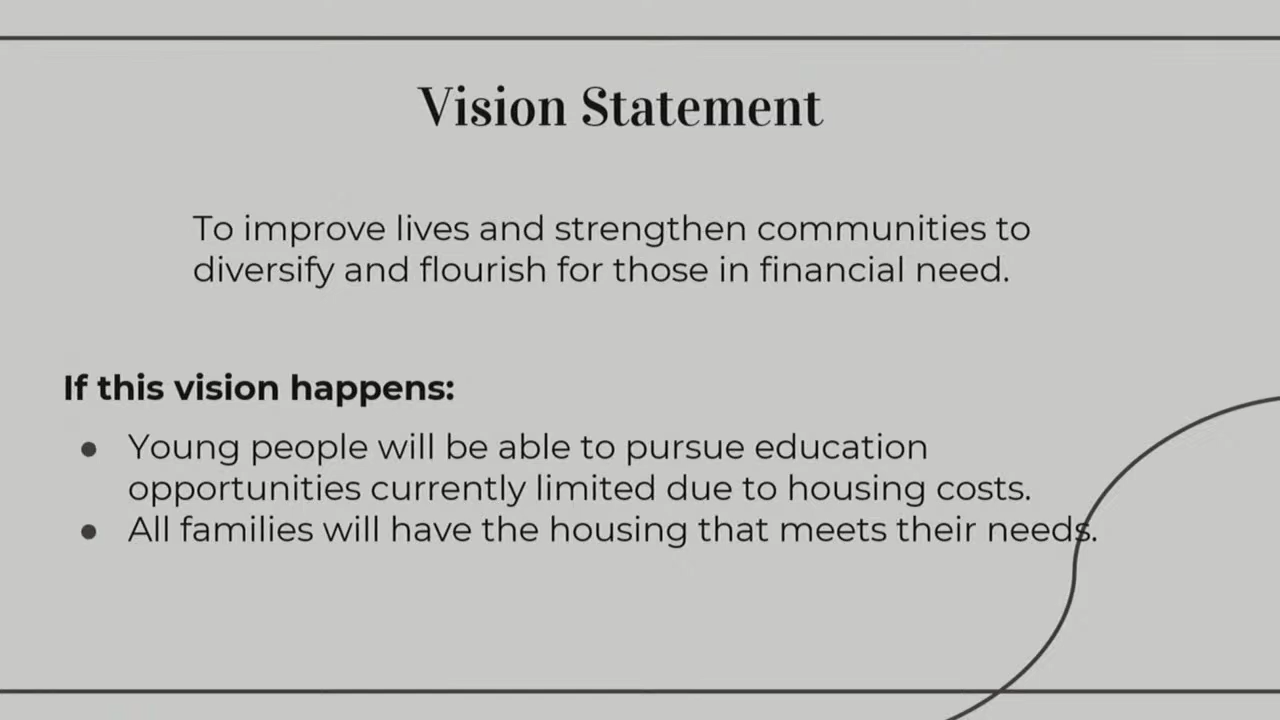 Vision Statement
To improve lives and strengthen communities to
diversify and flourish for those in financial need.
If this vision happens:
● Young people will be able to pursue education
opportunities currently limited due to housing costs.
● All families will have the housing that meets their needs.